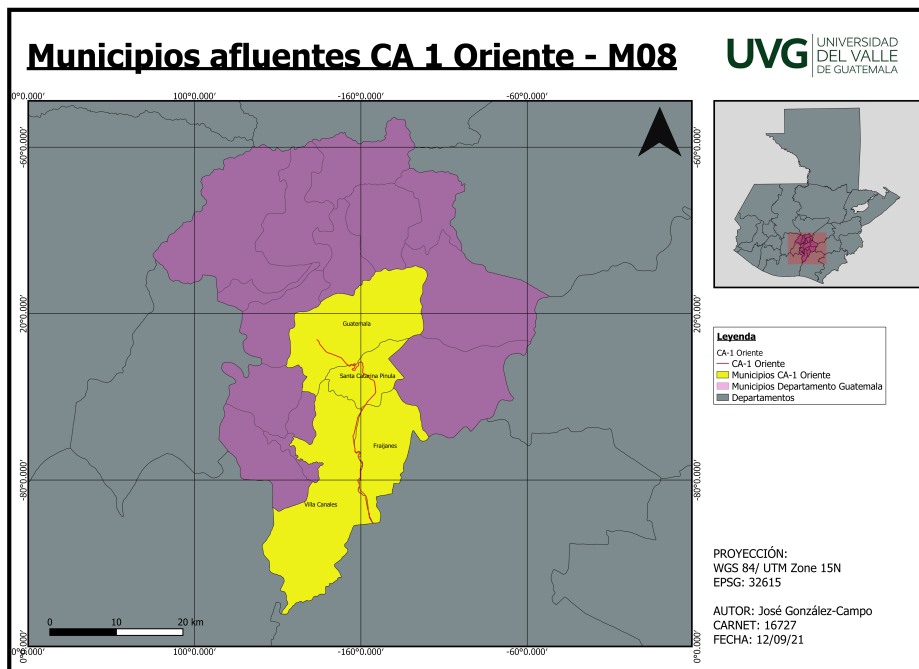 Municipios afluentes CA 1 Oriente - M08
UVG
UNIVERSIDAD
DEL VALLE
DE GUATEMALA
0°0.000' 100°0.000' -160°0.000' -60°0.000' 0°0.000'
-60°0.000' -60°0.000'
20°0.000' 20°0.000'
-80°0.000' -80°0.000'
0°0.000' 0°0.000'
Guatemala
Santa Catarina Pinula
Fraijanes
Villa Canales
0 10 20 km
0°0.000' 100°0.000' -160°0.000' -60°0.000'
Leyenda
CA-1 Oriente
CA-1 Oriente
Municipios CA-1 Oriente
Municipios Departamento Guatemala
Departamentos
PROYECCIÓN:
WGS 84/ UTM Zone 15N
EPSG: 32615
AUTOR: José González-Campo
CARNET: 16727
FECHA: 12/09/21